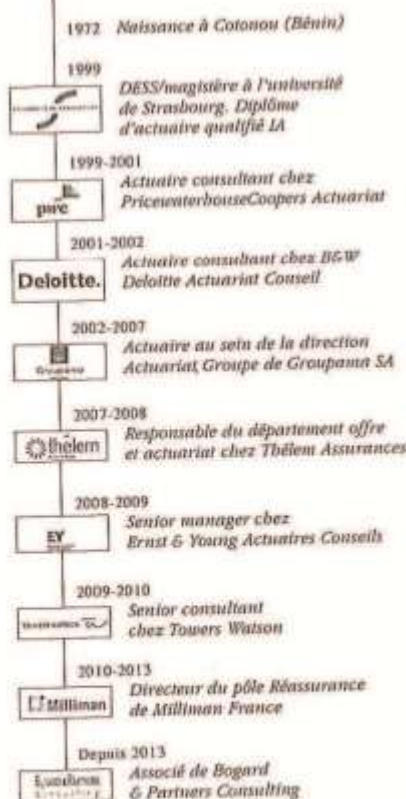 1972 Naissance à Cotonou (Bénin)
1999
DESS/magistère à l'université
de Strasbourg. Diplôme
d'actuaire qualifié IA
1999-2001
pwc
Actuaire consultant chez
PricewaterhouseCoopers Actuariat
2001-2002
Deloitte.
Actuaire consultant chez B&W
Deloitte Actuariat Conseil
2002-2007
Groupama
Actuaire au sein de la direction
Actuariat Groupe de Groupama SA
2007-2008
thélem
Responsable du département offre
et actuariat chez Thélem Assurances
2008-2009
EY
Senior manager chez
Ernst & Young Actuaires Conseils
2009-2010
Senior consultant
chez Towers Watson
2010-2013
Milliman
Directeur du pôle Réassurance
de Milliman France
Depuis 2013
Associé de Bogard
& Partners Consulting